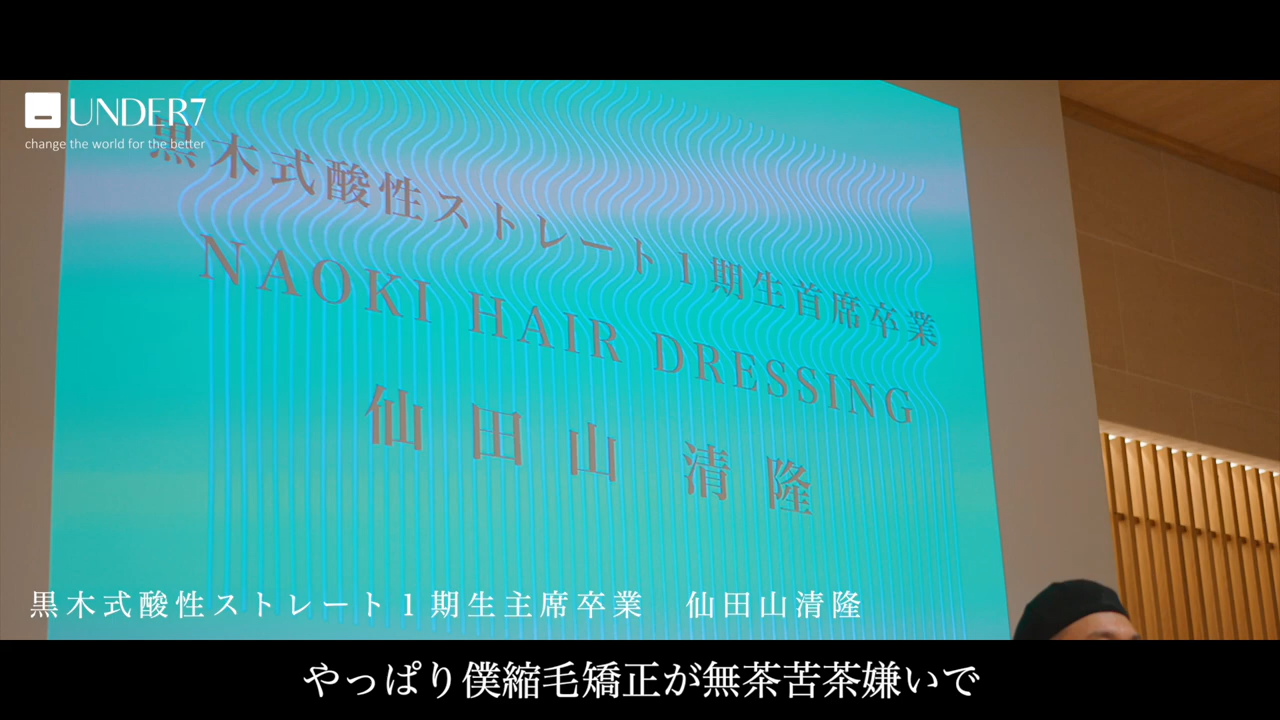 UNDER7
change the world for the better
黒木式酸性ストレート1期生首席卒業
NAOKI HAIR DRESSING
仙田山 清隆
黒木式酸性ストレート1期生主席卒業 仙田山清隆
やっぱり僕縮毛矯正が無茶苦茶嫌いで